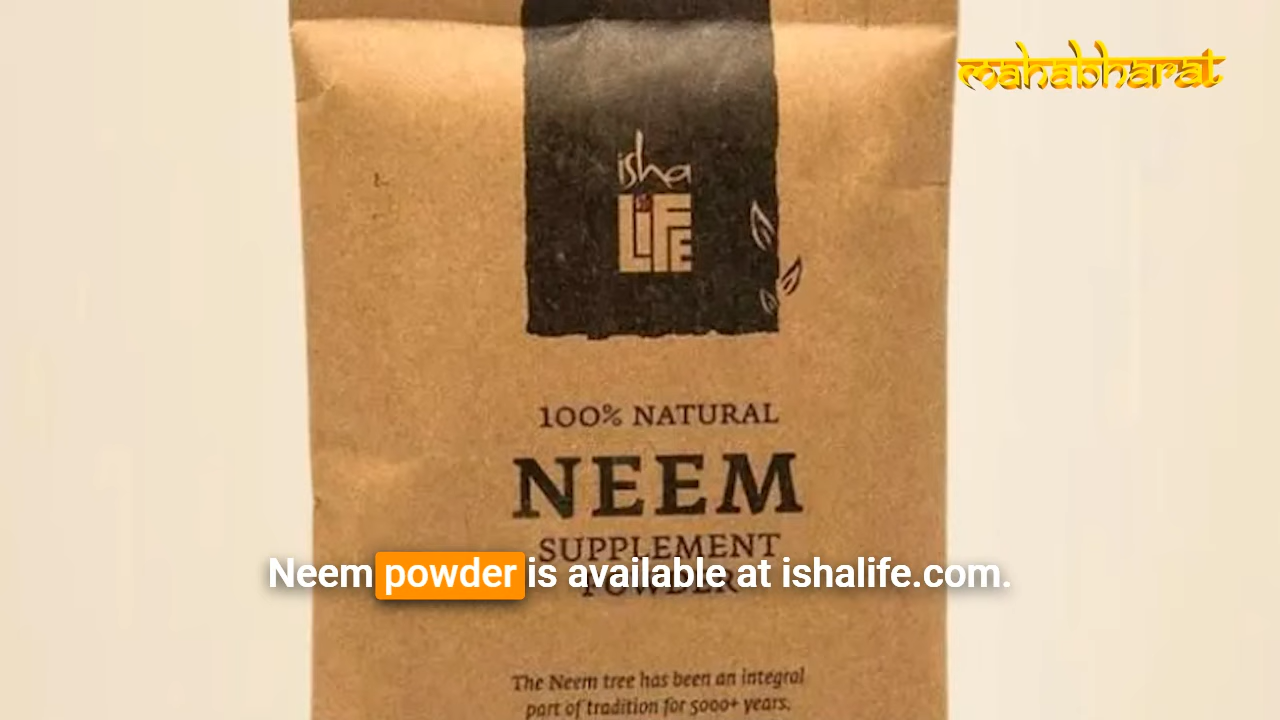 mahabharat
isha
LIFE
100% NATURAL
NEEM
SUPPLEMENT
POWDER
Neem powder is available at ishalife.com.
The Neem tree has been an integral
part of tradition for 5000+ years.